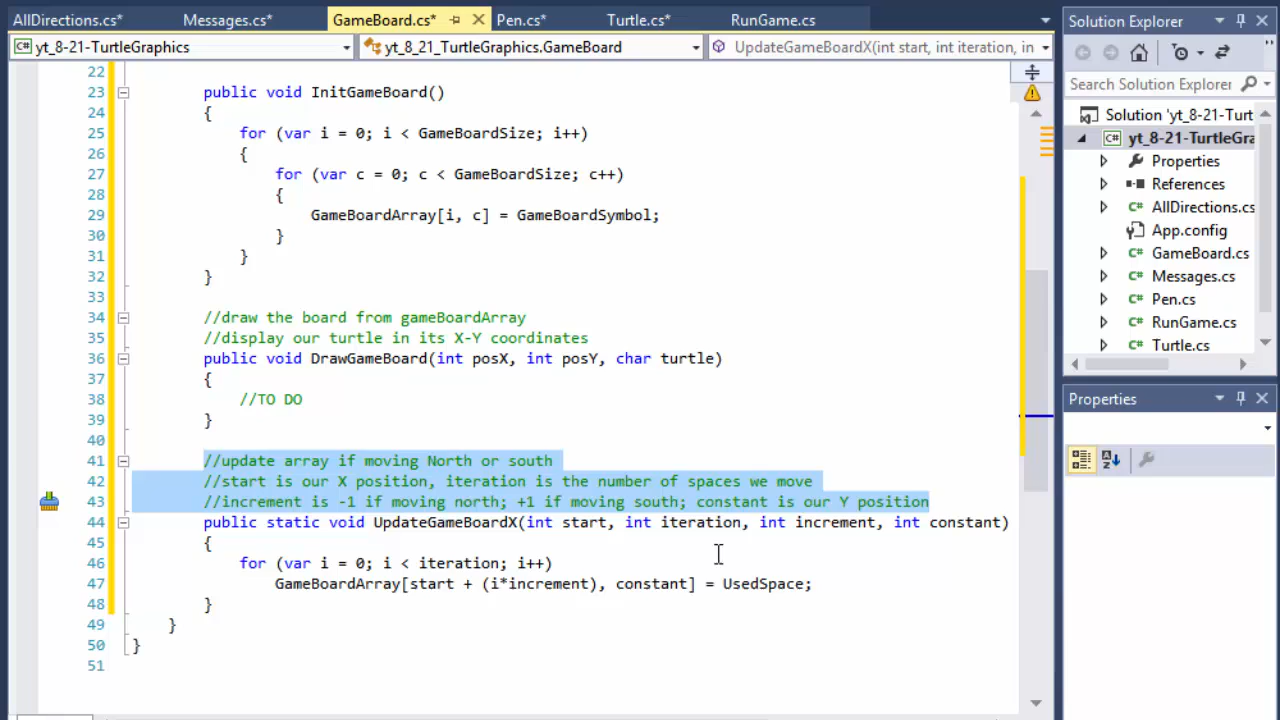 AllDirections.cs*
Messages.cs*
GameBoard.cs*
Pen.cs*
Turtle.cs*
RunGame.cs
Solution Explorer
C# yt_8-21-TurtleGraphics
yt_8_21_TurtleGraphics.GameBoard
UpdateGameBoardX(int start, int iteration, in
22
23 public void InitGameBoard()
24 {
25 for (var i = 0; i < GameBoardSize; i++)
26 {
27 for (var c = 0; c < GameBoardSize; c++)
28 {
29 GameBoardArray[i, c] = GameBoardSymbol;
30 }
31 }
32 }
33
34 //draw the board from gameBoardArray
35 //display our turtle in its X-Y coordinates
36 public void DrawGameBoard(int posX, int posY, char turtle)
37 {
38 //TO DO
39 }
40
41 //update array if moving North or south
42 //start is our X position, iteration is the number of spaces we move
43 //increment is -1 if moving north; +1 if moving south; constant is our Y position
44 public static void UpdateGameBoardX(int start, int iteration, int increment, int constant)
45 {
46 for (var i = 0; i < iteration; i++)
47 GameBoardArray[start + (i*increment), constant] = UsedSpace;
48 }
49 }
50 }
51
Search Solution Explorer
Solution 'yt_8-21-Turt
C# yt_8-21-TurtleGra
Properties
References
C# AllDirections.cs
App.config
C# GameBoard.cs
C# Messages.cs
C# Pen.cs
C# RunGame.cs
C# Turtle.cs
Properties